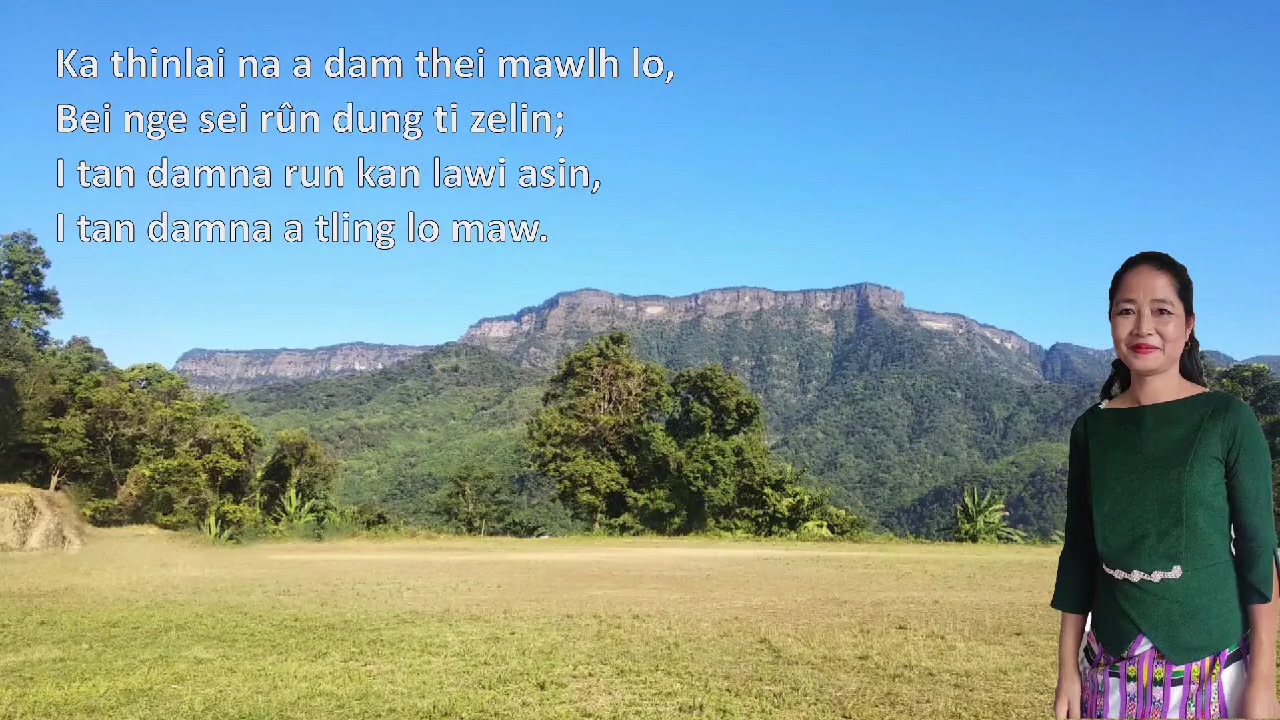 Ka thinlai na a dam thei mawlh lo,
Bei nge sei rûn dung ti zelin;
I tan damna run kan lawi asin,
I tan damna a tling lo maw.